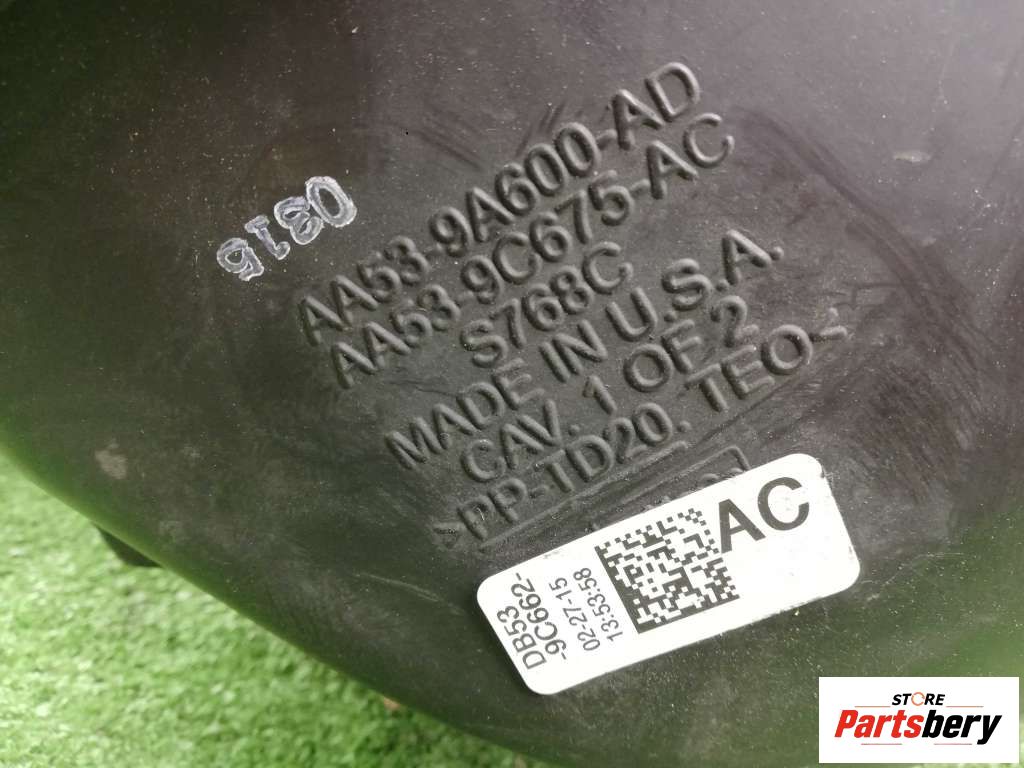 0315
AA53-9A600-AD
AA53-9C675-AC
S768C
MADE IN U.S.A.
CAV. 1 OF 2
>PP-TD20. TEO<
DB53
-9C662-
02-27-15
13:53:58
AC
STORE
Partsbery